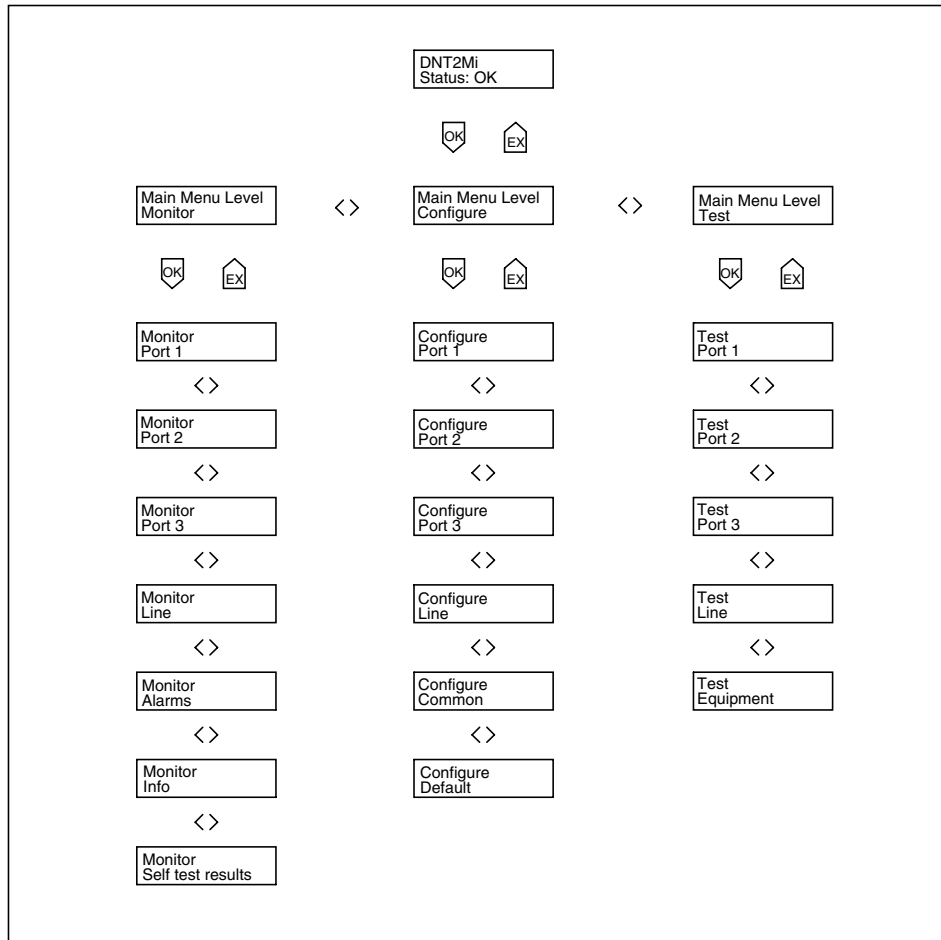 DNT2Mi
Status: OK
OK
EX
Main Menu Level
Monitor
< >
Main Menu Level
Configure
< >
Main Menu Level
Test
OK
EX
OK
EX
OK
EX
Monitor
Port 1
Configure
Port 1
Test
Port 1
< >
< >
< >
Monitor
Port 2
Configure
Port 2
Test
Port 2
< >
< >
< >
Monitor
Port 3
Configure
Port 3
Test
Port 3
< >
< >
< >
Monitor
Line
Configure
Line
Test
Line
< >
< >
< >
Monitor
Alarms
Configure
Common
Test
Equipment
< >
< >
Monitor
Info
Configure
Default
< >
Monitor
Self test results